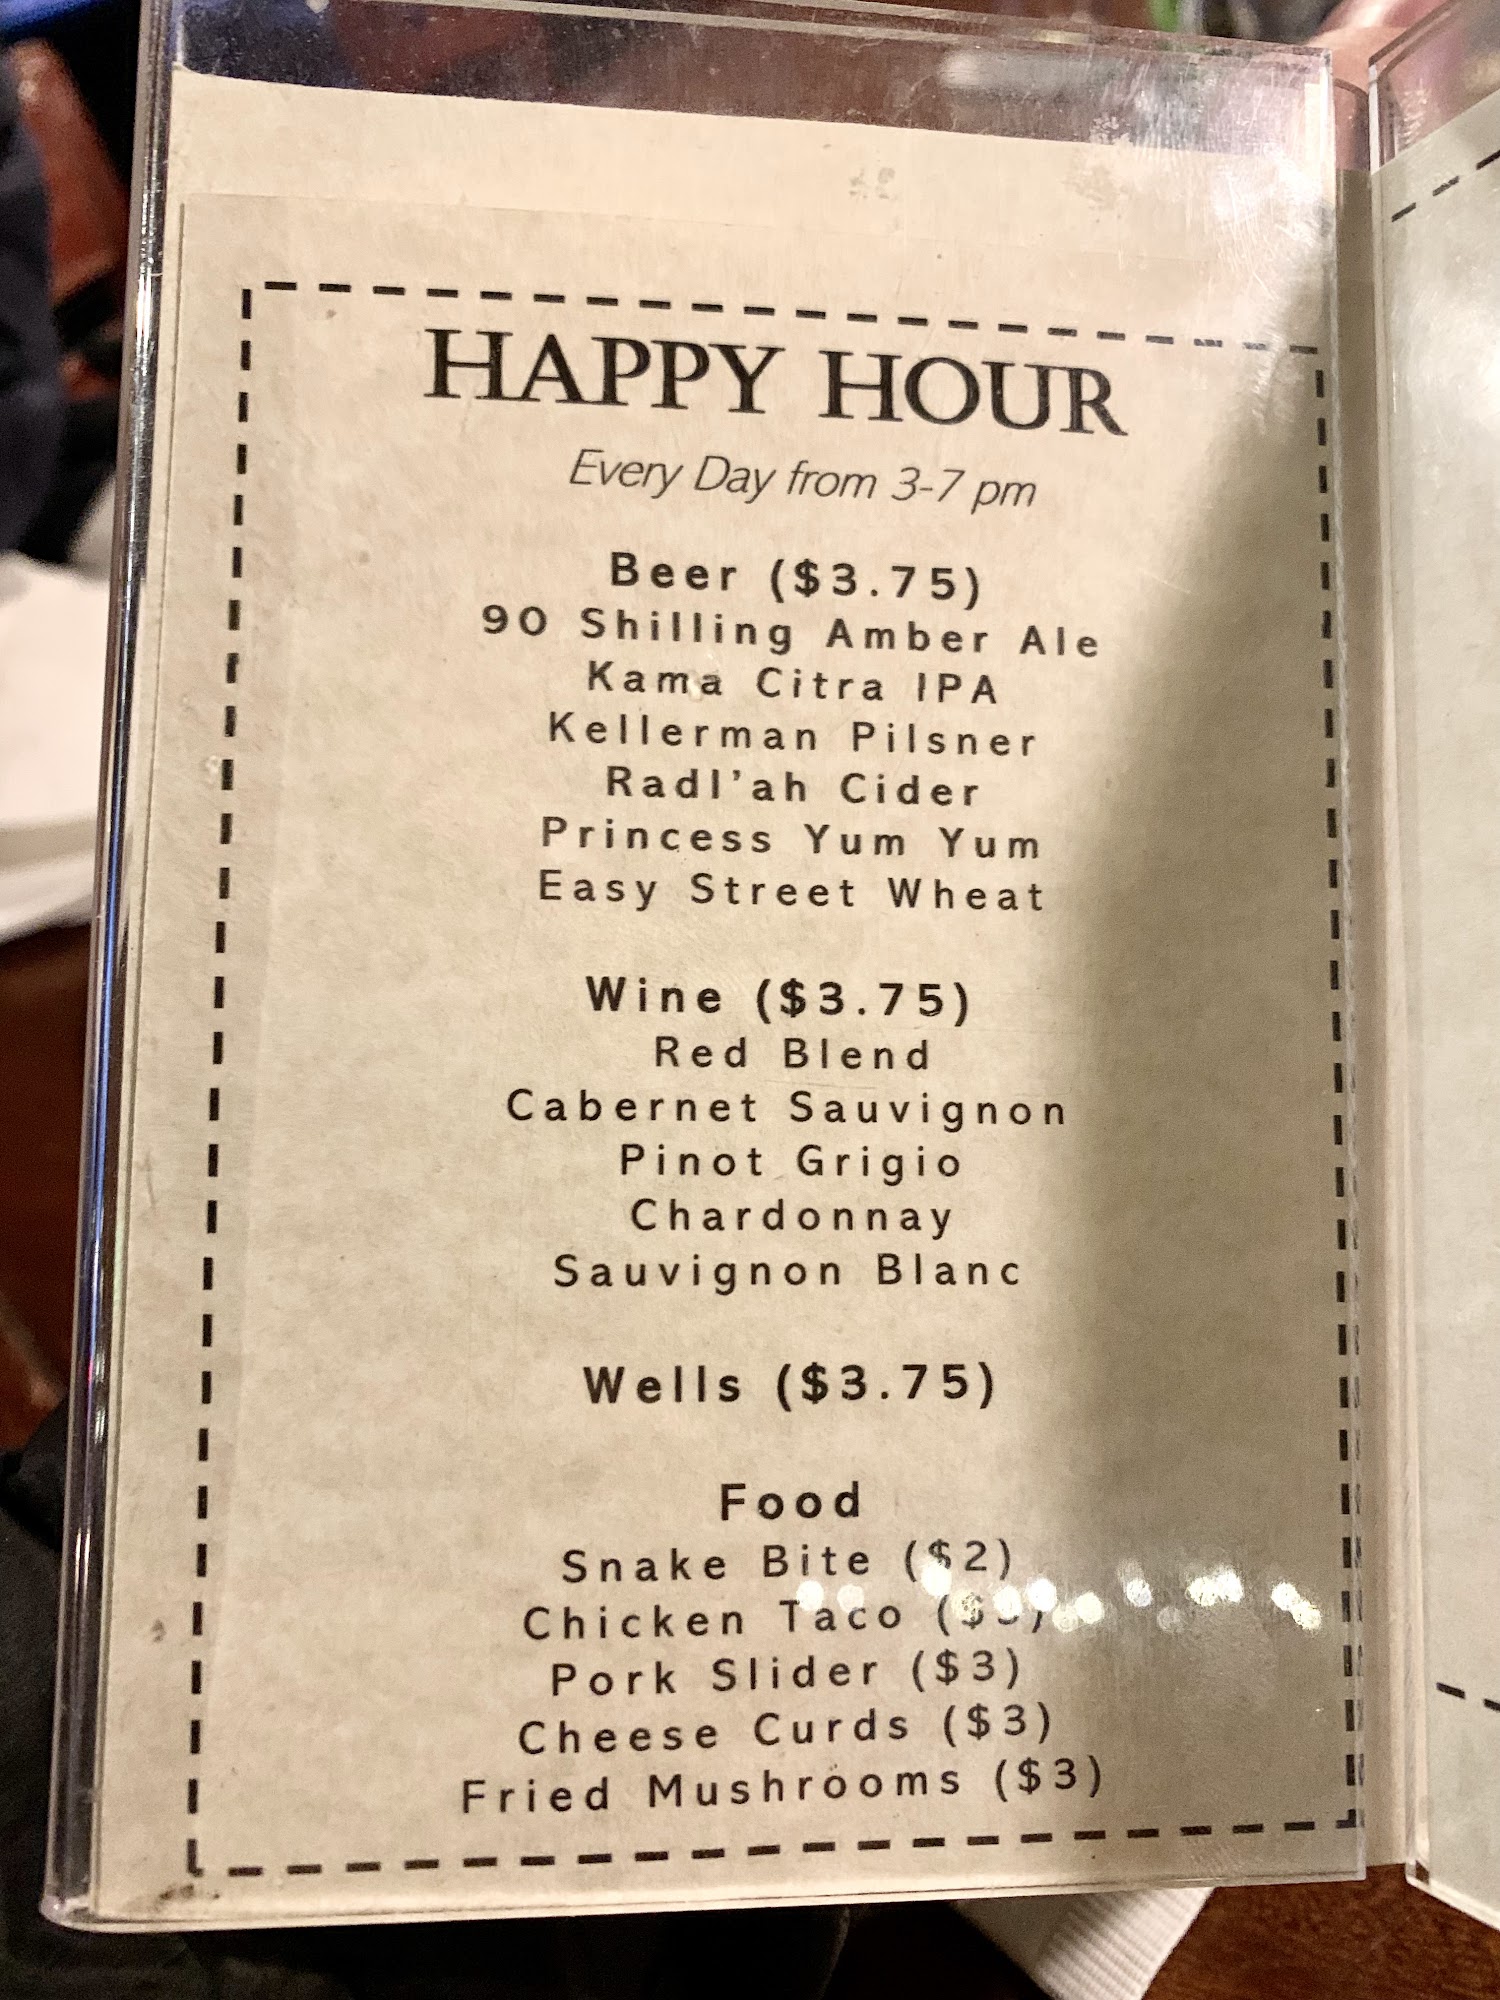 HAPPY HOUR
Every Day from 3-7 pm
Beer ($3.75)
90 Shilling Amber Ale
Kama Citra IPA
Kellerman Pilsner
Radl'ah Cider
Princess Yum Yum
Easy Street Wheat
Wine ($3.75)
Red Blend
Cabernet Sauvignon
Pinot Grigio
Chardonnay
Sauvignon Blanc
Wells ($3.75)
Food
Snake Bite ($2)
Chicken Taco
Pork Slider ($3)
Cheese Curds ($3)
Fried Mushrooms ($3)